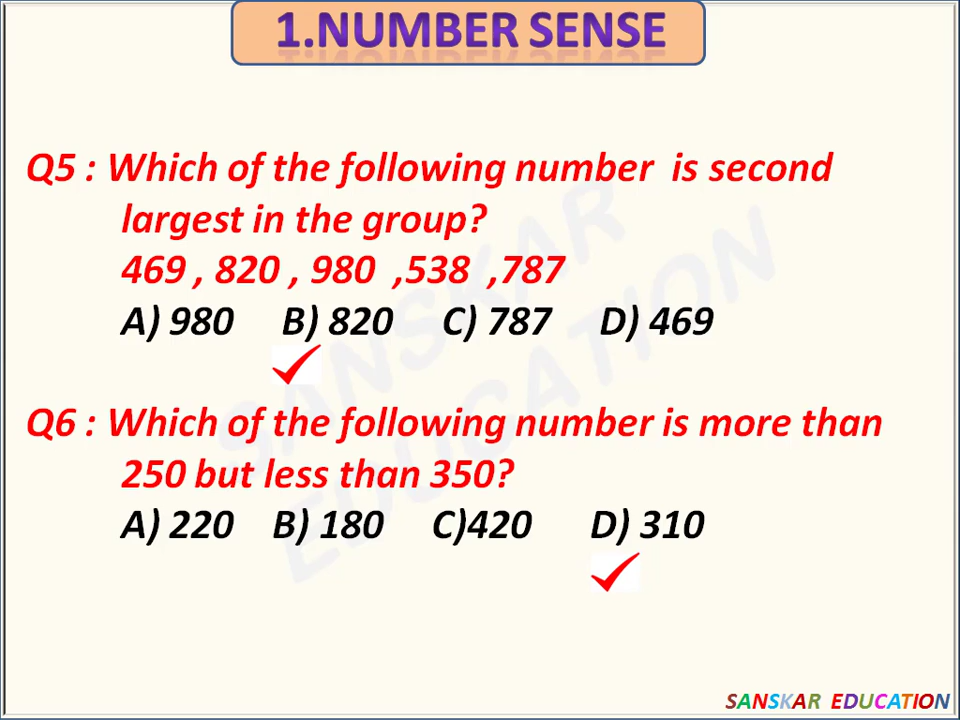 1.NUMBER SENSE
Q5 : Which of the following number is second
largest in the group?
469 , 820 , 980 ,538 ,787
A) 980 B) 820 C) 787 D) 469
Q6 : Which of the following number is more than
250 but less than 350?
A) 220 B) 180 C)420 D) 310
SANSKAR EDUCATION
SANSKAR
EDUCATION